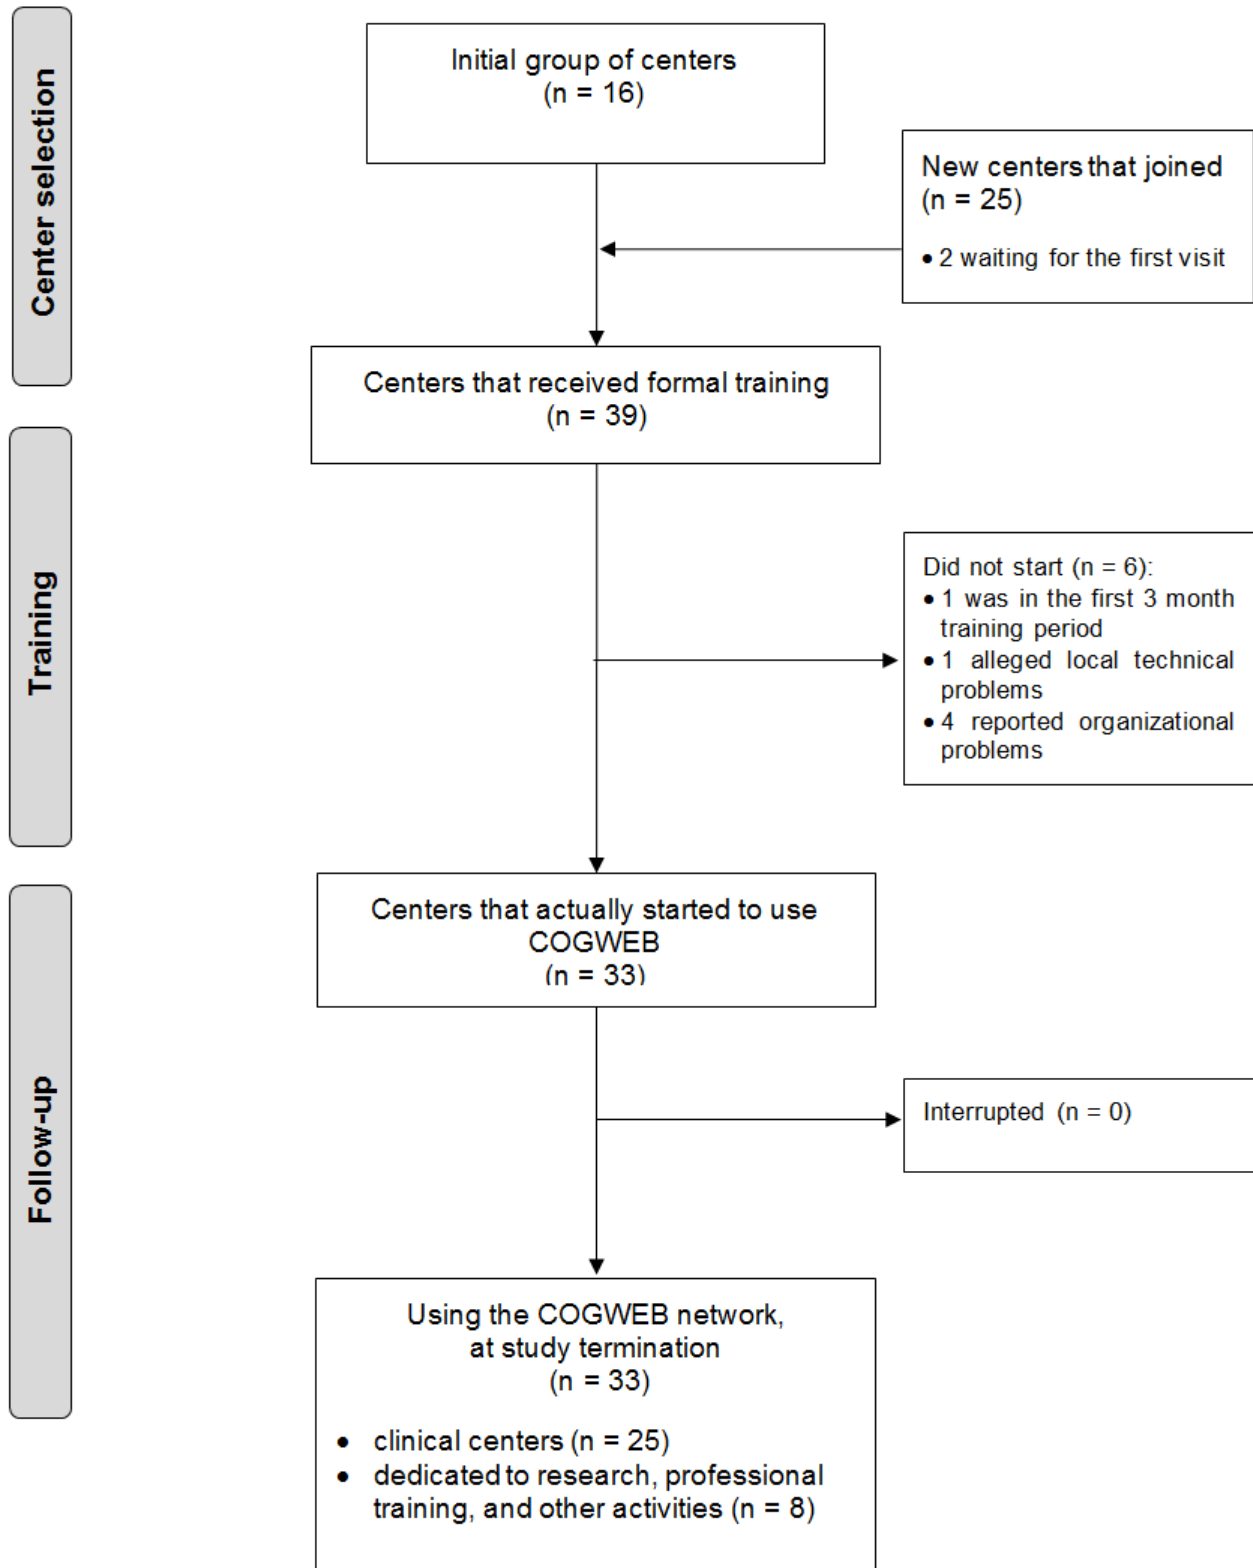 Center selection
Initial group of centers
(n = 16)
New centers that joined
(n = 25)
• 2 waiting for the first visit
Centers that received formal training
(n = 39)
Training
Did not start (n = 6):
• 1 was in the first 3 month
training period
• 1 alleged local technical
problems
• 4 reported organizational
problems
Centers that actually started to use
COGWEB
(n = 33)
Follow-up
Interrupted (n = 0)
Using the COGWEB network,
at study termination
(n = 33)
• clinical centers (n = 25)
• dedicated to research, professional
training, and other activities (n = 8)